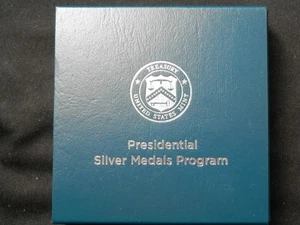 TREASURY
UNITED STATES MINT
Presidential
Silver Medals Program